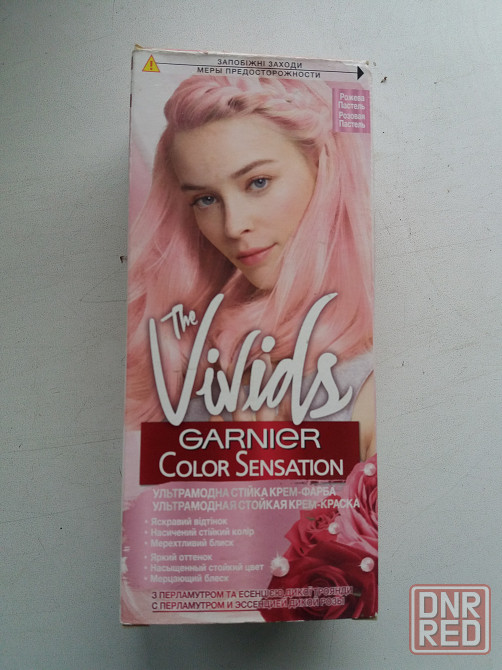 ЗАПОБІЖНІ ЗАХОДИ
МЕРЫ ПРЕДОСТОРОЖНОСТИ
Рожева
Пастель
Розовая
Пастель
The
Vivids
GARNIER
COLOR SENSATION
УЛЬТРАМОДНА СТІЙКА КРЕМ-ФАРБА
УЛЬТРАМОДНАЯ СТОЙКАЯ КРЕМ-КРАСКА
• Яскравий відтінок
• Насичений стійкий колір
• Мерехтливий блиск
• Яркий оттенок
• Насыщенный стойкий цвет
• Мерцающий блеск
З ПЕРЛАМУТРОМ ТА ЕСЕНЦІЄЮ ДИКОЇ ТРОЯНДИ
С ПЕРЛАМУТРОМ И ЭССЕНЦИЕЙ ДИКОЙ РОЗЫ
DNR
RED